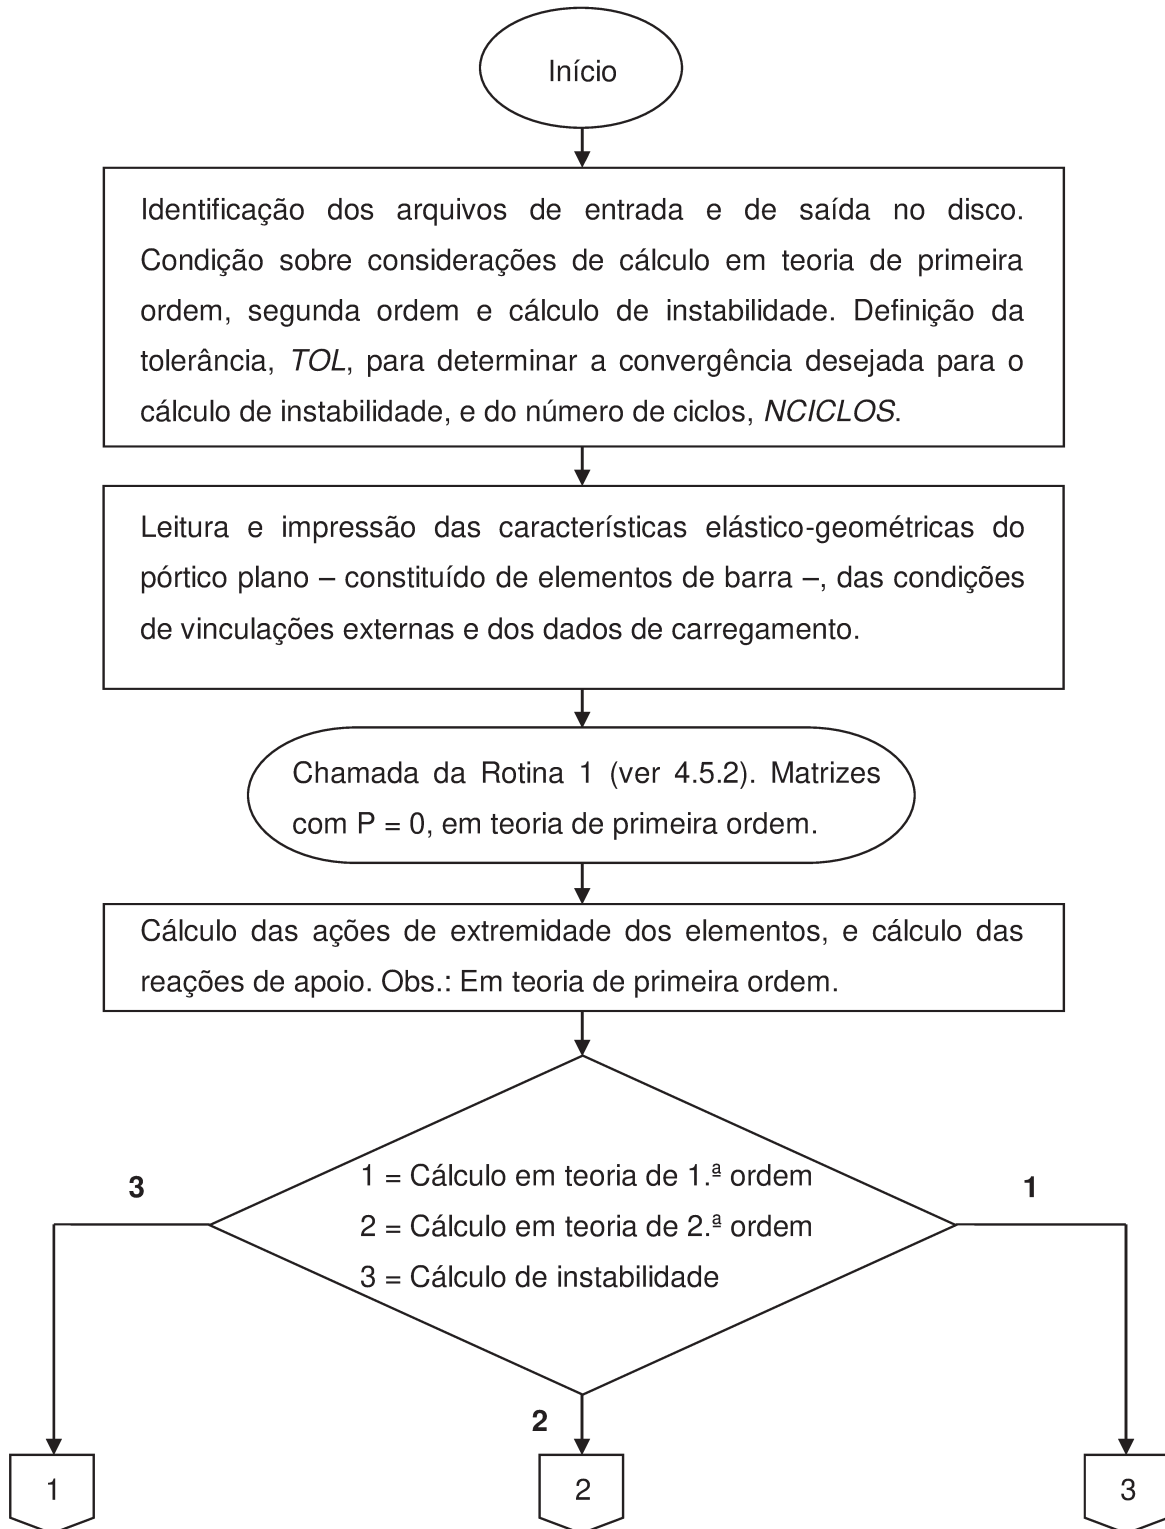 Início
Identificação dos arquivos de entrada e de saída no disco.
Condição sobre considerações de cálculo em teoria de primeira
ordem, segunda ordem e cálculo de instabilidade. Definição da
tolerância, TOL, para determinar a convergência desejada para o
cálculo de instabilidade, e do número de ciclos, NCICLOS.
Leitura e impressão das características elástico-geométricas do
pórtico plano – constituído de elementos de barra –, das condições
de vinculações externas e dos dados de carregamento.
Chamada da Rotina 1 (ver 4.5.2). Matrizes
com P = 0, em teoria de primeira ordem.
Cálculo das ações de extremidade dos elementos, e cálculo das
reações de apoio. Obs.: Em teoria de primeira ordem.
3
1
1 = Cálculo em teoria de 1.ª ordem
2 = Cálculo em teoria de 2.ª ordem
3 = Cálculo de instabilidade
2
1
2
3